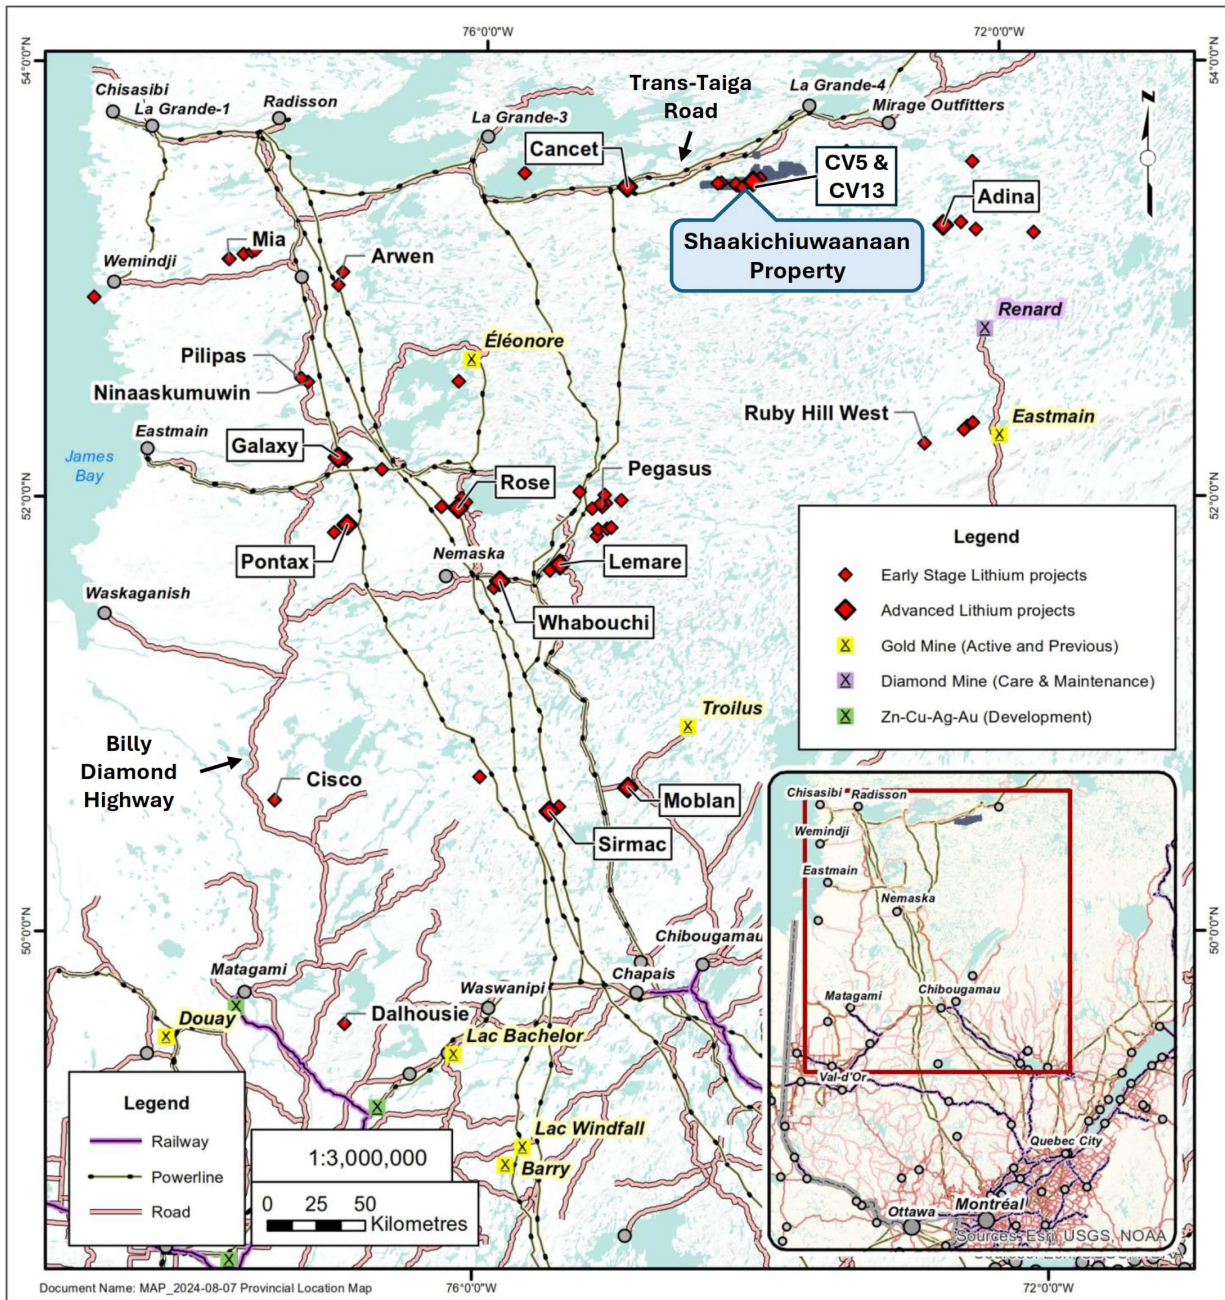 76°0'0"W
72°0'0"W
54°0'0"N
54°0'0"N
Chisasibi
La Grande-1
Radisson
La Grande-3
Trans-Taiga
Road
La Grande-4
Mirage Outfitters
N
Cancet
CV5 &
CV13
Adina
Shaakichiuwaanaan
Property
Mia
Wemindji
Arwen
Renard
Éléonore
Pilipas
Ninaaskumuwin
Ruby Hill West
Eastmain
Eastmain
James
Bay
Galaxy
Rose
Pegasus
52°0'0"N
52°0'0"N
Pontax
Nemaska
Lemare
Waskaganish
Whabouchi
Legend
Early Stage Lithium projects
Advanced Lithium projects
Gold Mine (Active and Previous)
Diamond Mine (Care & Maintenance)
Zn-Cu-Ag-Au (Development)
Troilus
Billy
Diamond
Highway
Cisco
Moblan
Sirmac
50°0'0"N
50°0'0"N
Chibougamau
Matagami
Chapais
Waswanipi
Douay
Dalhousie
Lac Bachelor
Lac Windfall
Barry
Chisasibi
Radisson
Wemindji
Eastmain
Nemaska
Matagami
Chibougamau
Val-d'Or
Quebec City
Ottawa
Montréal
Sources: Esri, USGS, NOAA
Legend
Railway
Powerline
Road
1:3,000,000
0 25 50
Kilometres
Document Name: MAP_2024-08-07 Provincial Location Map
76°0'0"W
72°0'0"W